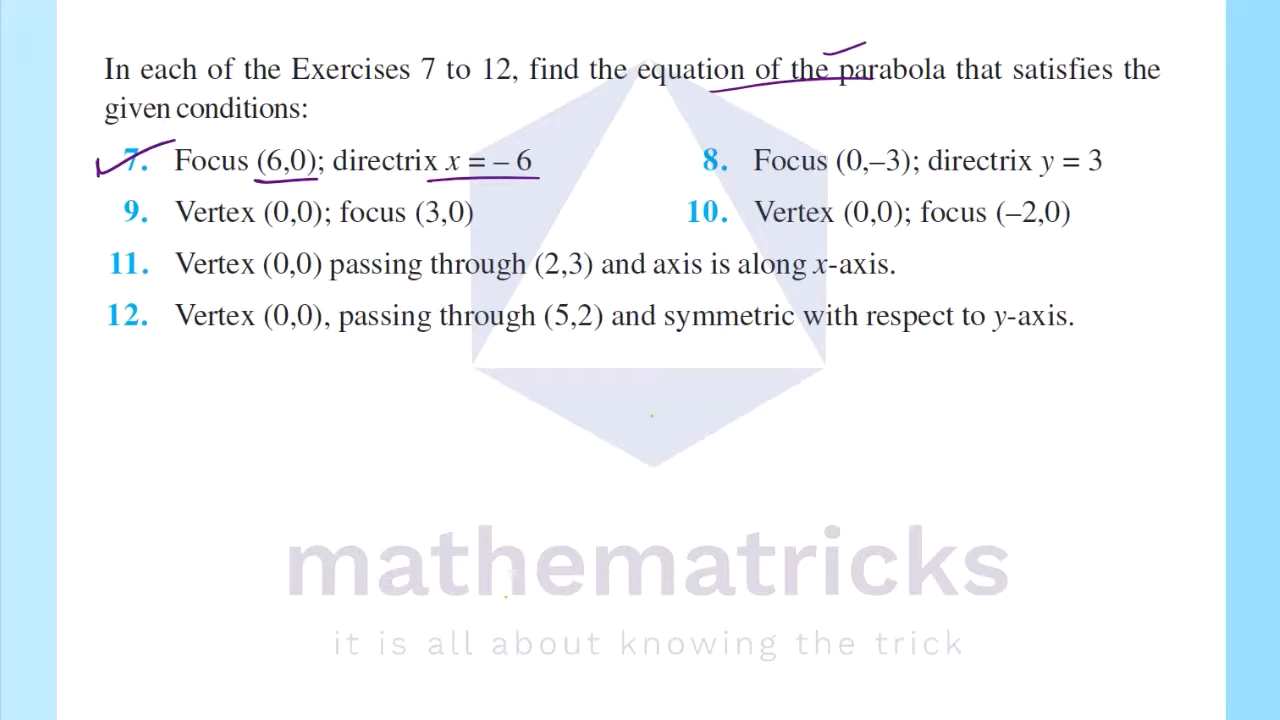 In each of the Exercises 7 to 12, find the equation of the parabola that satisfies the
given conditions:
7. Focus (6,0); directrix x = – 6
8. Focus (0,–3); directrix y = 3
9. Vertex (0,0); focus (3,0)
10. Vertex (0,0); focus (–2,0)
11. Vertex (0,0) passing through (2,3) and axis is along x-axis.
12. Vertex (0,0), passing through (5,2) and symmetric with respect to y-axis.
mathematricks
it is all about knowing the trick